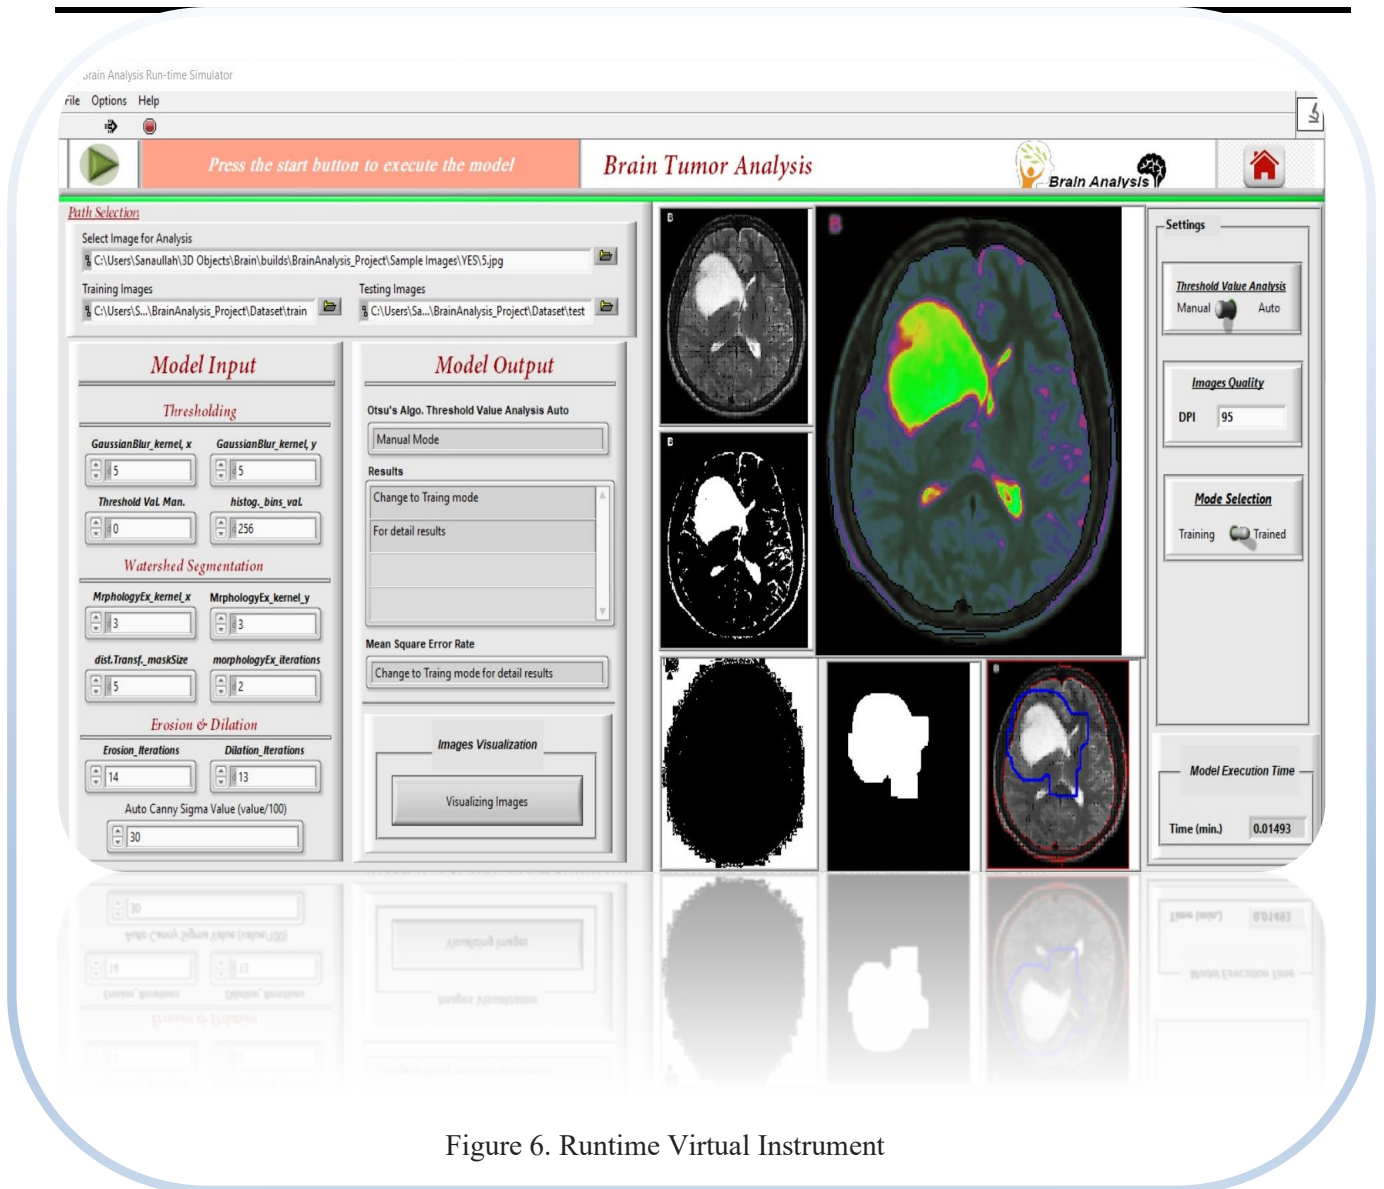 Brain Analysis Run-time Simulator
File Options Help
Press the start button to execute the model
Brain Tumor Analysis
Brain Analysis
Path Selection
Select Image for Analysis
C:\Users\Sanaullah\3D Objects\Brain\builds\BrainAnalysis_Project\Sample Images\YES\5.jpg
Training Images
Testing Images
C:\Users\S...\BrainAnalysis_Project\Dataset\train
C:\Users\Sa...\BrainAnalysis_Project\Dataset\test
Model Input
Thresholding
GaussianBlur_kernel, x
GaussianBlur_kernel, y
5
5
Threshold Val. Man.
histog._bins_val.
0
256
Watershed Segmentation
MrphologyEx_kernel_x
MrphologyEx_kernel_y
3
3
dist.Transf._maskSize
morphologyEx_iterations
5
2
Erosion & Dilation
Erosion_Iterations
Dilation_Iterations
14
13
Auto Canny Sigma Value (value/100)
30
Model Output
Otsu's Algo. Threshold Value Analysis Auto
Manual Mode
Results
Change to Traing mode
For detail results
Mean Square Error Rate
Change to Traing mode for detail results
Images Visualization
Visualizing Images
B
B
B
B
Settings
Threshold Value Analysis
Manual
Auto
Images Quality
DPI
95
Mode Selection
Training
Trained
Model Execution Time
Time (min.)
0.01493
Figure 6. Runtime Virtual Instrument